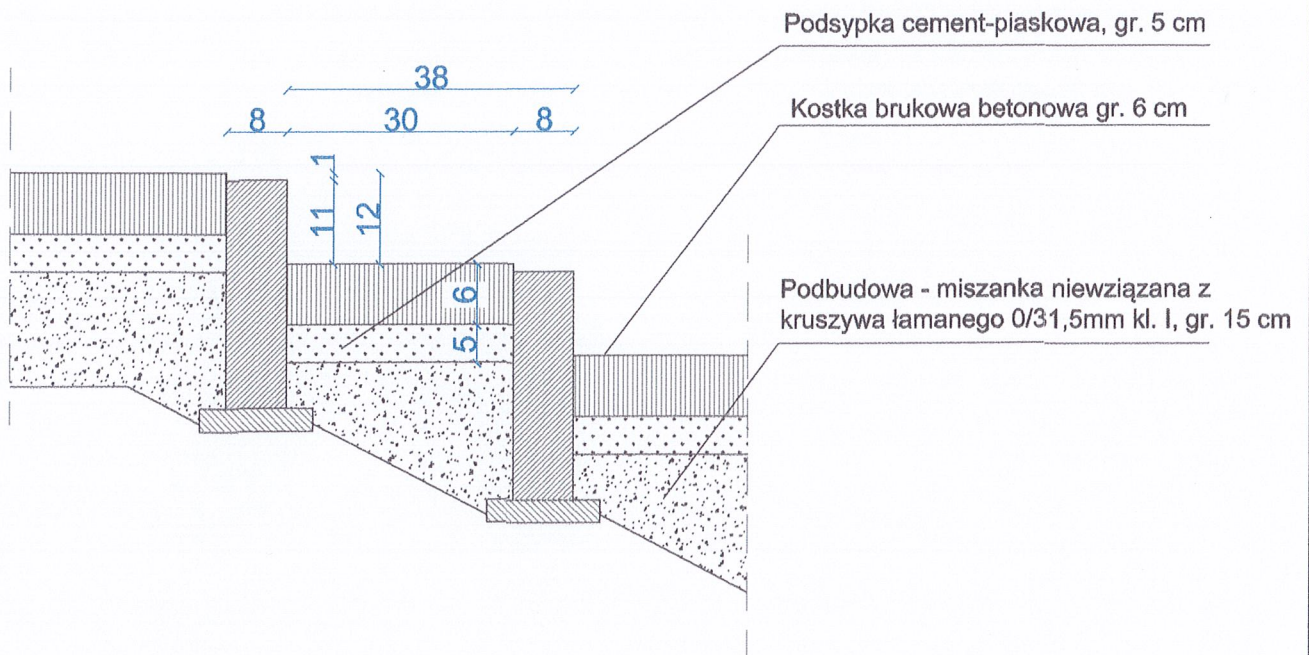 Podsypka cement-piaskowa, gr. 5 cm
38
8 30 8
Kostka brukowa betonowa gr. 6 cm
1
11 12
6
5
Podbudowa - miszanka niewziązana z
kruszywa łamanego 0/31,5mm kl. I, gr. 15 cm